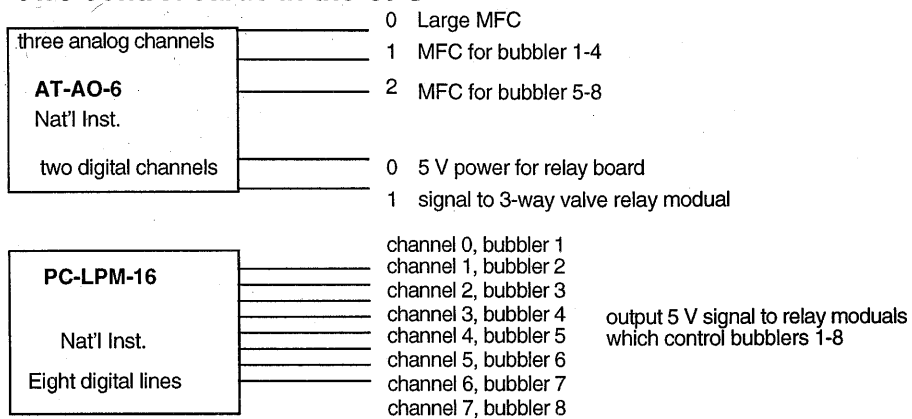 three analog channels
AT-AO-6
Nat'l Inst.
two digital channels
0 Large MFC
1 MFC for bubbler 1-4
2 MFC for bubbler 5-8
0 5 V power for relay board
1 signal to 3-way valve relay modual
PC-LPM-16
Nat'l Inst.
Eight digital lines
channel 0, bubbler 1
channel 1, bubbler 2
channel 2, bubbler 3
channel 3, bubbler 4
channel 4, bubbler 5
channel 5, bubbler 6
channel 6, bubbler 7
channel 7, bubbler 8
output 5 V signal to relay moduals
which control bubblers 1-8